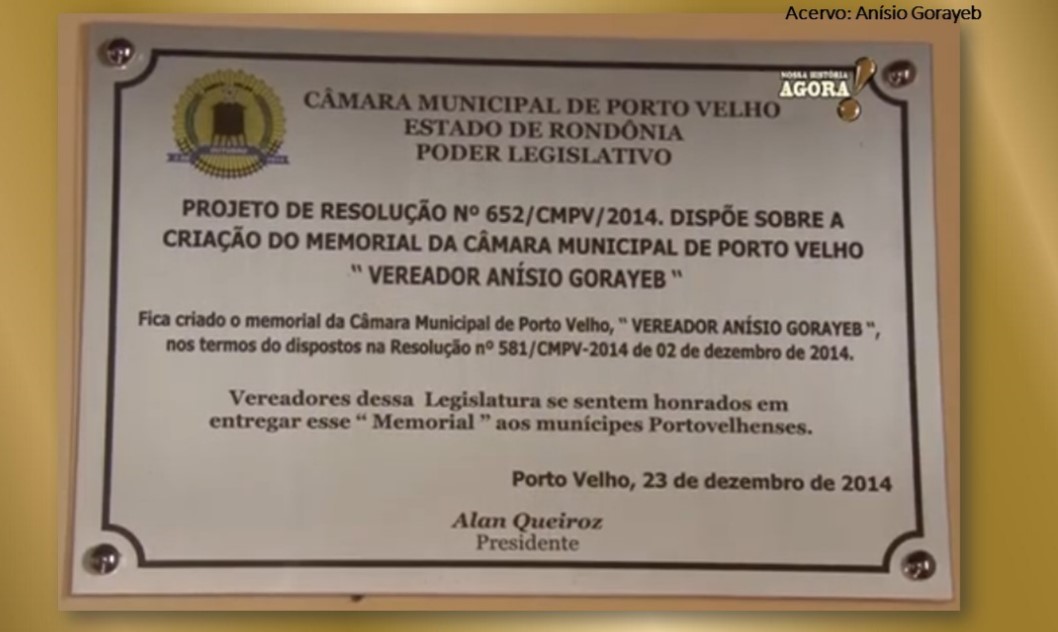 Acervo: Anísio Gorayeb
NOSSA HISTÓRIA
AGORA!
CÂMARA MUNICIPAL DE PORTO VELHO
ESTADO DE RONDÔNIA
PODER LEGISLATIVO
PROJETO DE RESOLUÇÃO Nº 652/CMPV/2014. DISPÕE SOBRE A
CRIAÇÃO DO MEMORIAL DA CÂMARA MUNICIPAL DE PORTO VELHO
" VEREADOR ANÍSIO GORAYEB "
Fica criado o memorial da Câmara Municipal de Porto Velho, " VEREADOR ANÍSIO GORAYEB ",
nos termos do dispostos na Resolução nº 581/CMPV-2014 de 02 de dezembro de 2014.
Vereadores dessa Legislatura se sentem honrados em
entregar esse " Memorial " aos munícipes Portovelhenses.
Porto Velho, 23 de dezembro de 2014
Alan Queiroz
Presidente